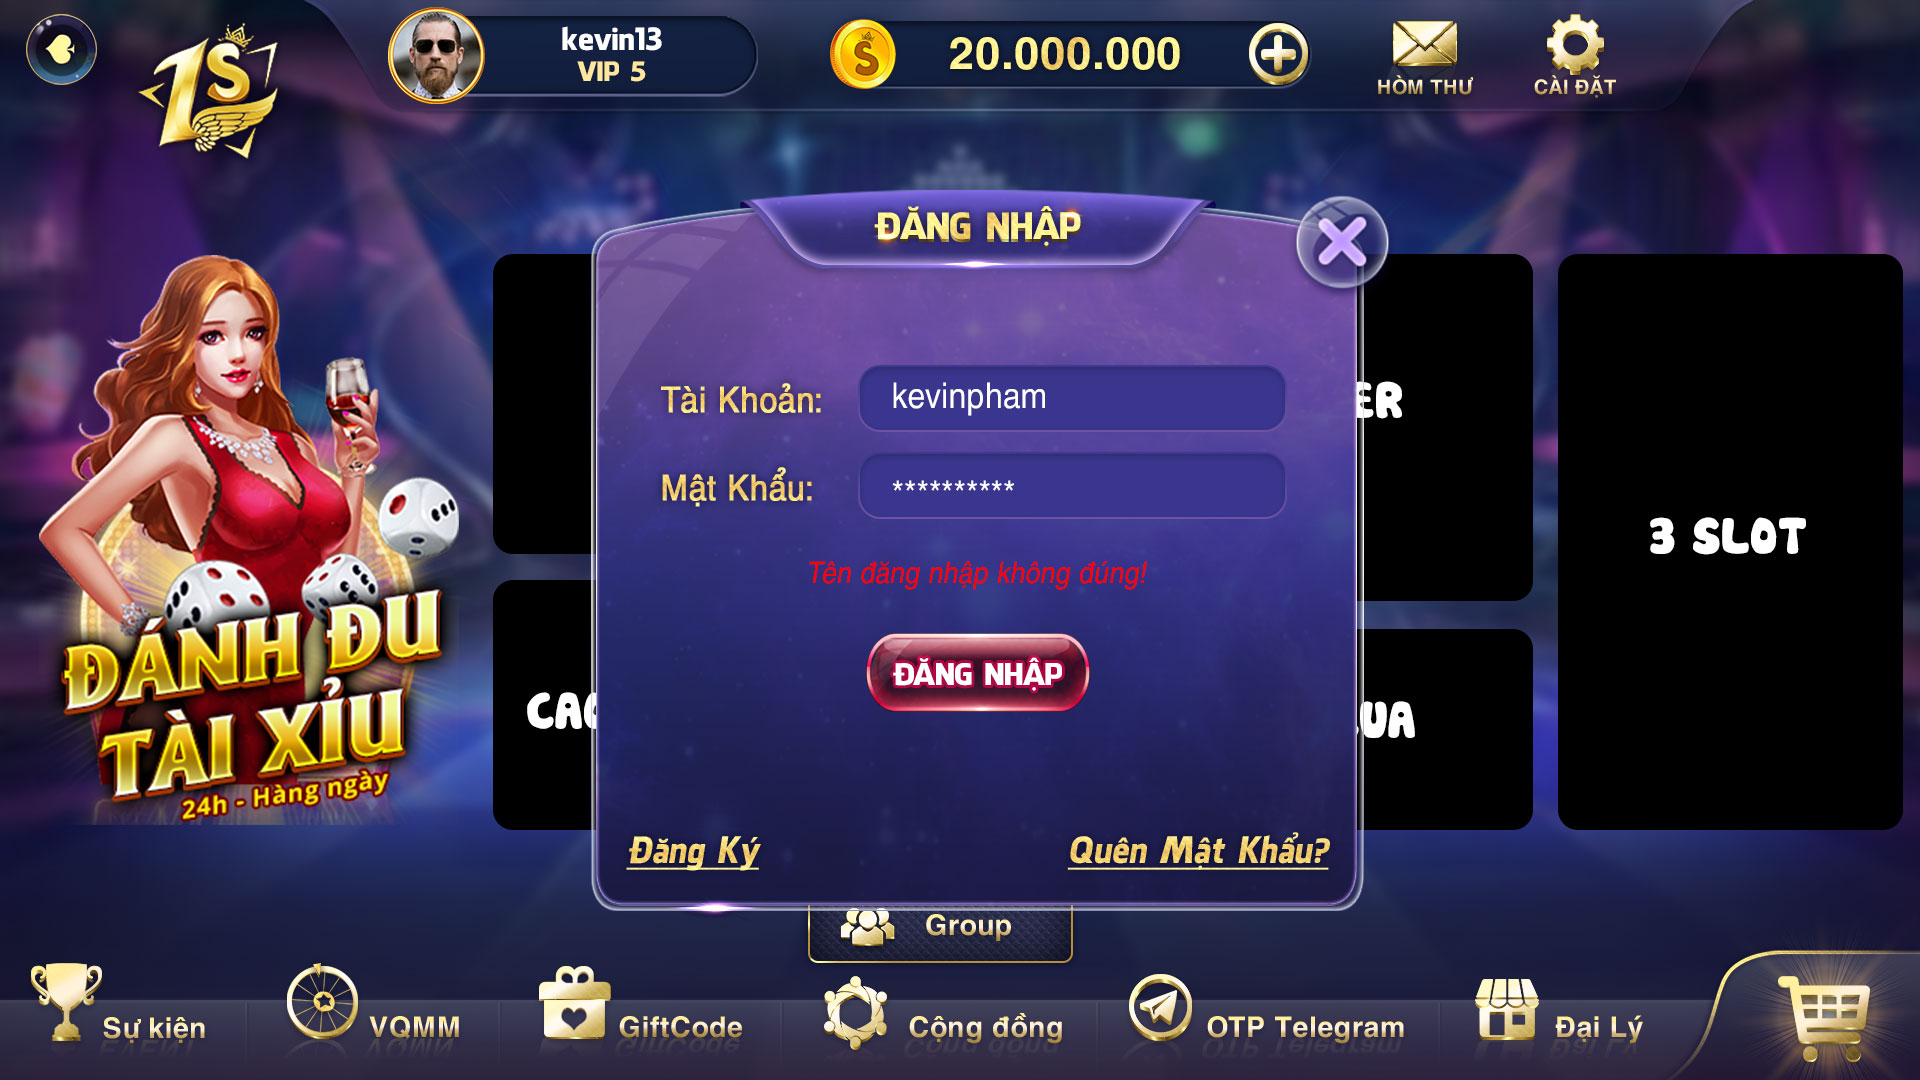 1S
kevin13
VIP 5
S
20.000.000
HÒM THƯ
CÀI ĐẶT
ĐĂNG NHẬP
Tài Khoản:
kevinpham
Mật Khẩu:
**********
Tên đăng nhập không đúng!
ĐĂNG NHẬP
Đăng Ký
Quên Mật Khẩu?
3 SLOT
ĐÁNH ĐU
TÀI XỈU
24h - Hàng ngày
Group
Sự kiện
VQMM
GiftCode
Cộng đồng
OTP Telegram
Đại Lý